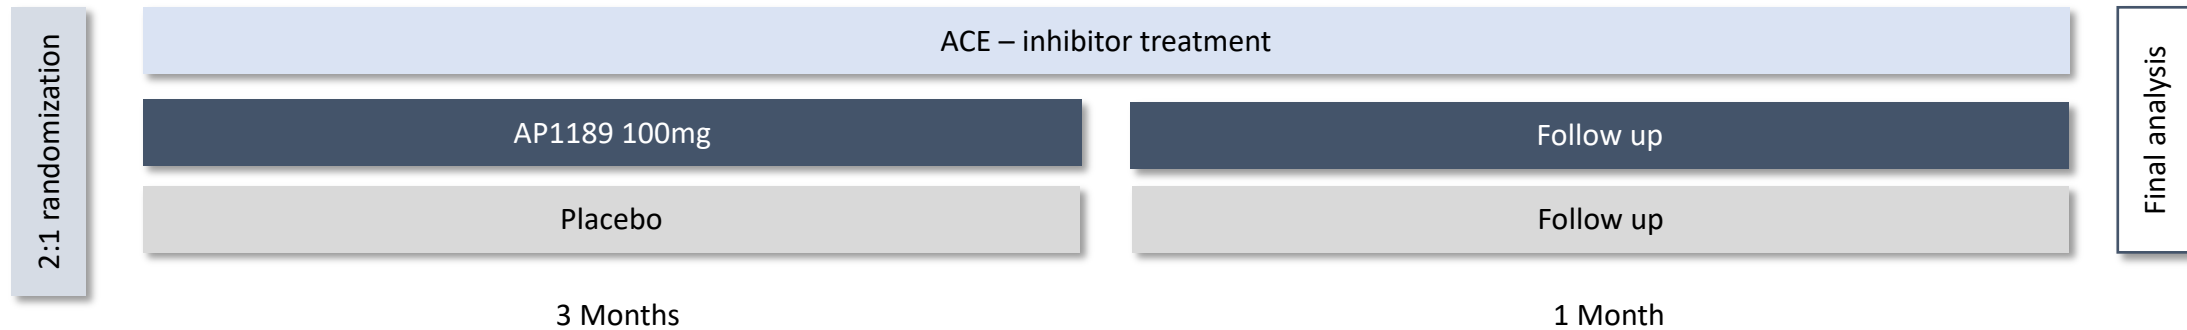 2:1 randomization
ACE – inhibitor treatment
AP1189 100mg
Follow up
Placebo
Follow up
3 Months
1 Month
Final analysis